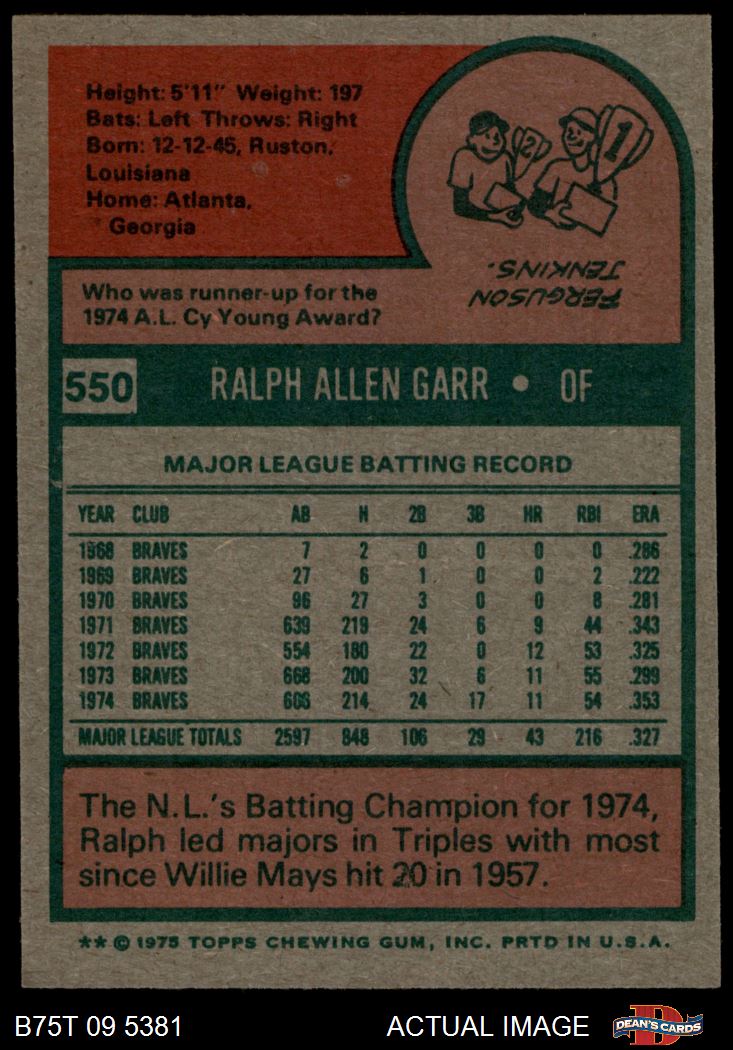 Height: 5'11" Weight: 197
Bats: Left Throws: Right
Born: 12-12-45, Ruston,
Louisiana
Home: Atlanta,
Georgia
2 1
FERGUSON
JENKINS.
Who was runner-up for the
1974 A.L. Cy Young Award?
550 RALPH ALLEN GARR • OF
MAJOR LEAGUE BATTING RECORD
YEAR CLUB AB H 2B 3B HR RBI ERA
1968 BRAVES 7 2 0 0 0 0 .286
1969 BRAVES 27 6 1 0 0 2 .222
1970 BRAVES 96 27 3 0 0 8 .281
1971 BRAVES 639 219 24 6 9 44 .343
1972 BRAVES 554 180 22 0 12 53 .325
1973 BRAVES 668 200 32 6 11 55 .299
1974 BRAVES 606 214 24 17 11 54 .353
MAJOR LEAGUE TOTALS 2597 848 106 29 43 216 .327
The N.L.'s Batting Champion for 1974,
Ralph led majors in Triples with most
since Willie Mays hit 20 in 1957.
** © 1975 TOPPS CHEWING GUM, INC. PRTD IN U.S.A.
B75T 09 5381 ACTUAL IMAGE D DEAN'S CARDS